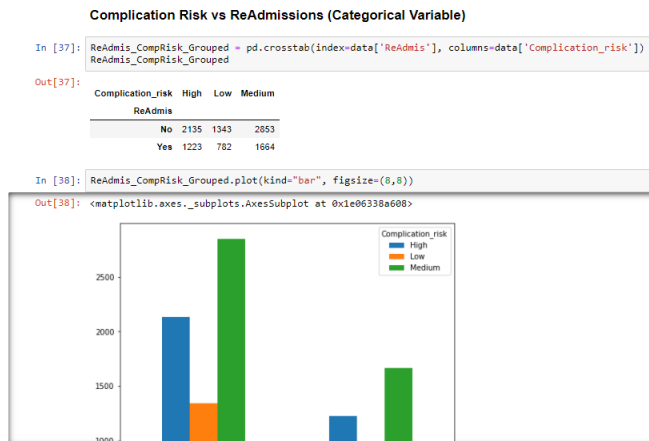 Complication Risk vs ReAdmissions (Categorical Variable)
In [37]: ReAdmis_CompRisk_Grouped = pd.crosstab(index=data['ReAdmis'], columns=data['Complication_risk'])
ReAdmis_CompRisk_Grouped
Out[37]:
Complication_risk High Low Medium
ReAdmis
No 2135 1343 2853
Yes 1223 782 1664
In [38]: ReAdmis_CompRisk_Grouped.plot(kind="bar", figsize=(8,8))
Out[38]: <matplotlib.axes._subplots.AxesSubplot at 0x1e06338a608>
Complication_risk
High
Low
Medium
2500
2000
1500
1000